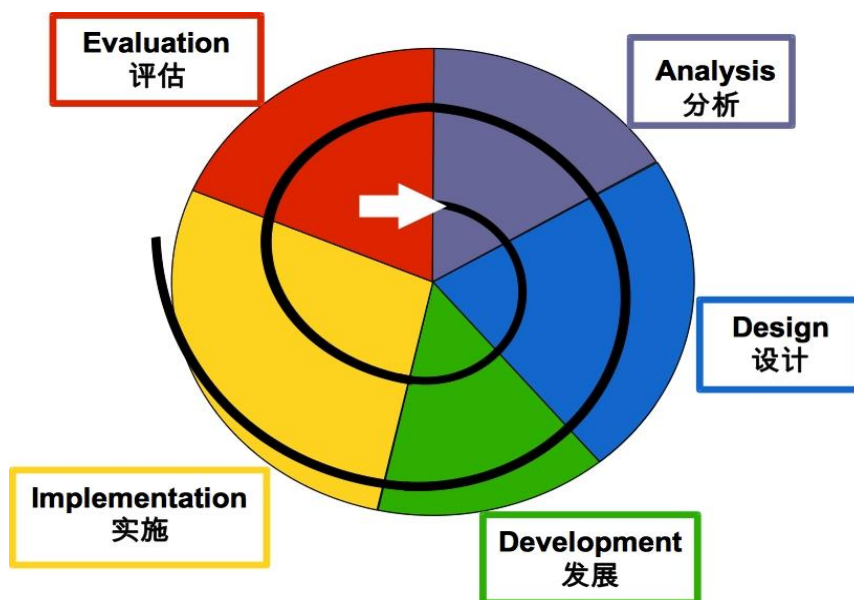 Evaluation
评估
Analysis
分析
Design
设计
Implementation
实施
Development
发展